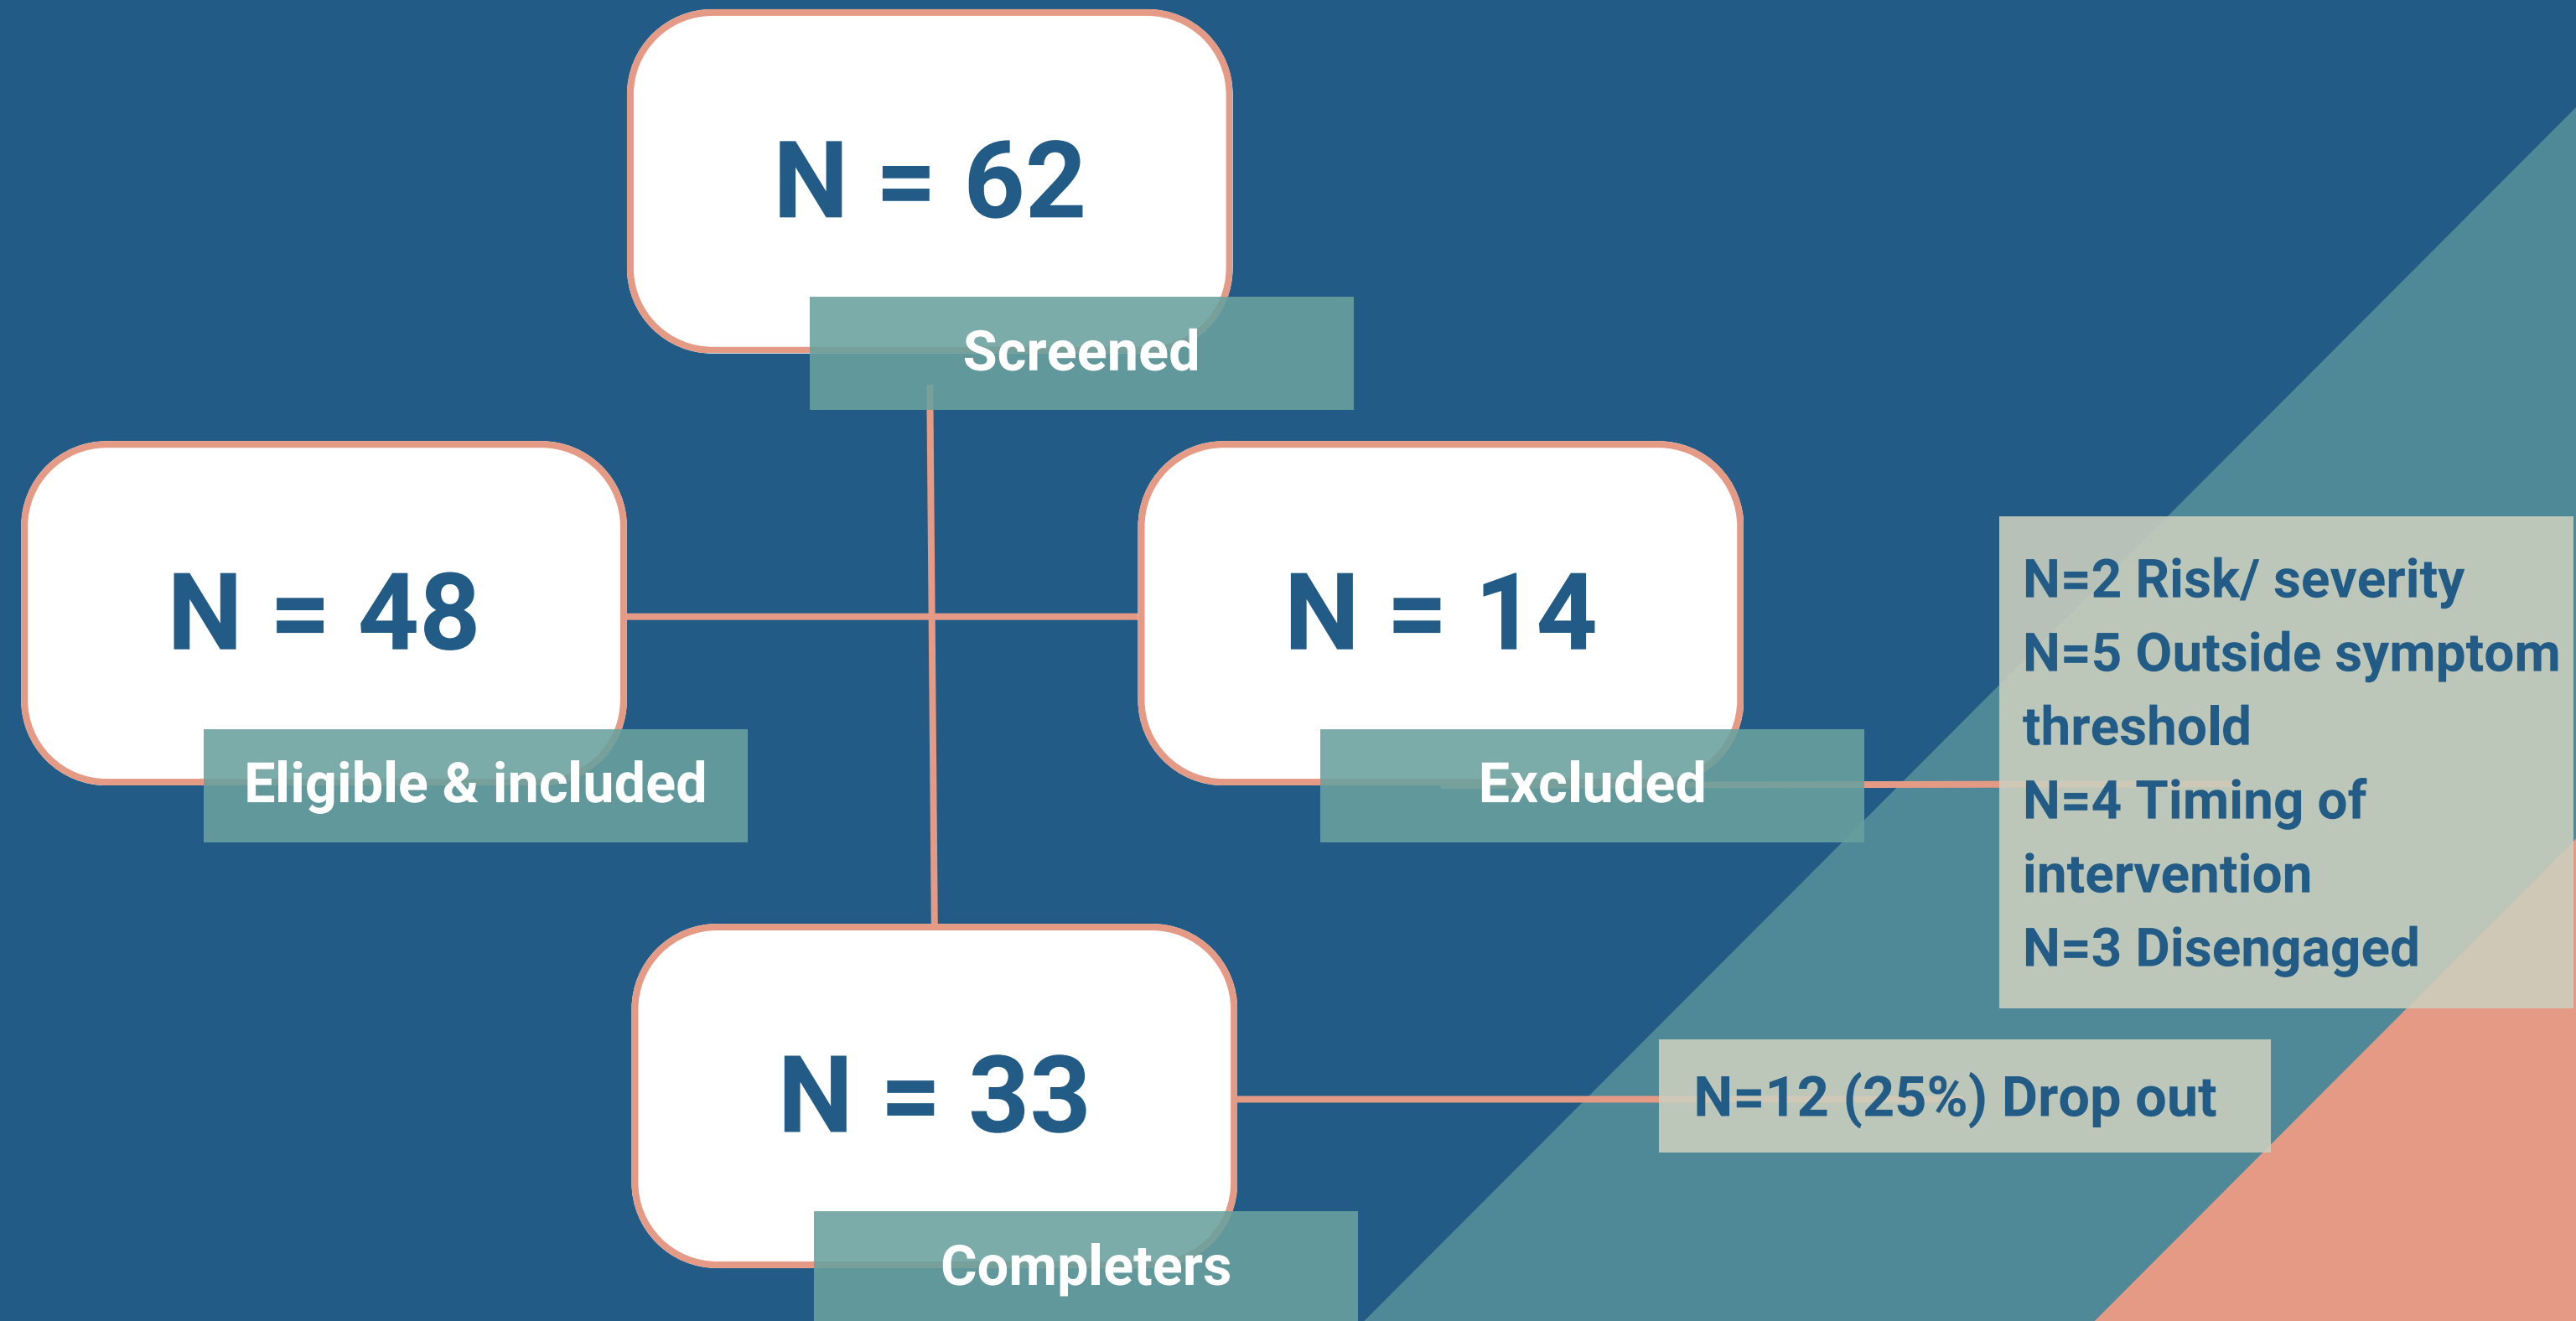 N = 62
Screened
N = 48
Eligible & included
N = 14
Excluded
N=2 Risk/ severity
N=5 Outside symptom
threshold
N=4 Timing of
intervention
N=3 Disengaged
N = 33
Completers
N=12 (25%) Drop out